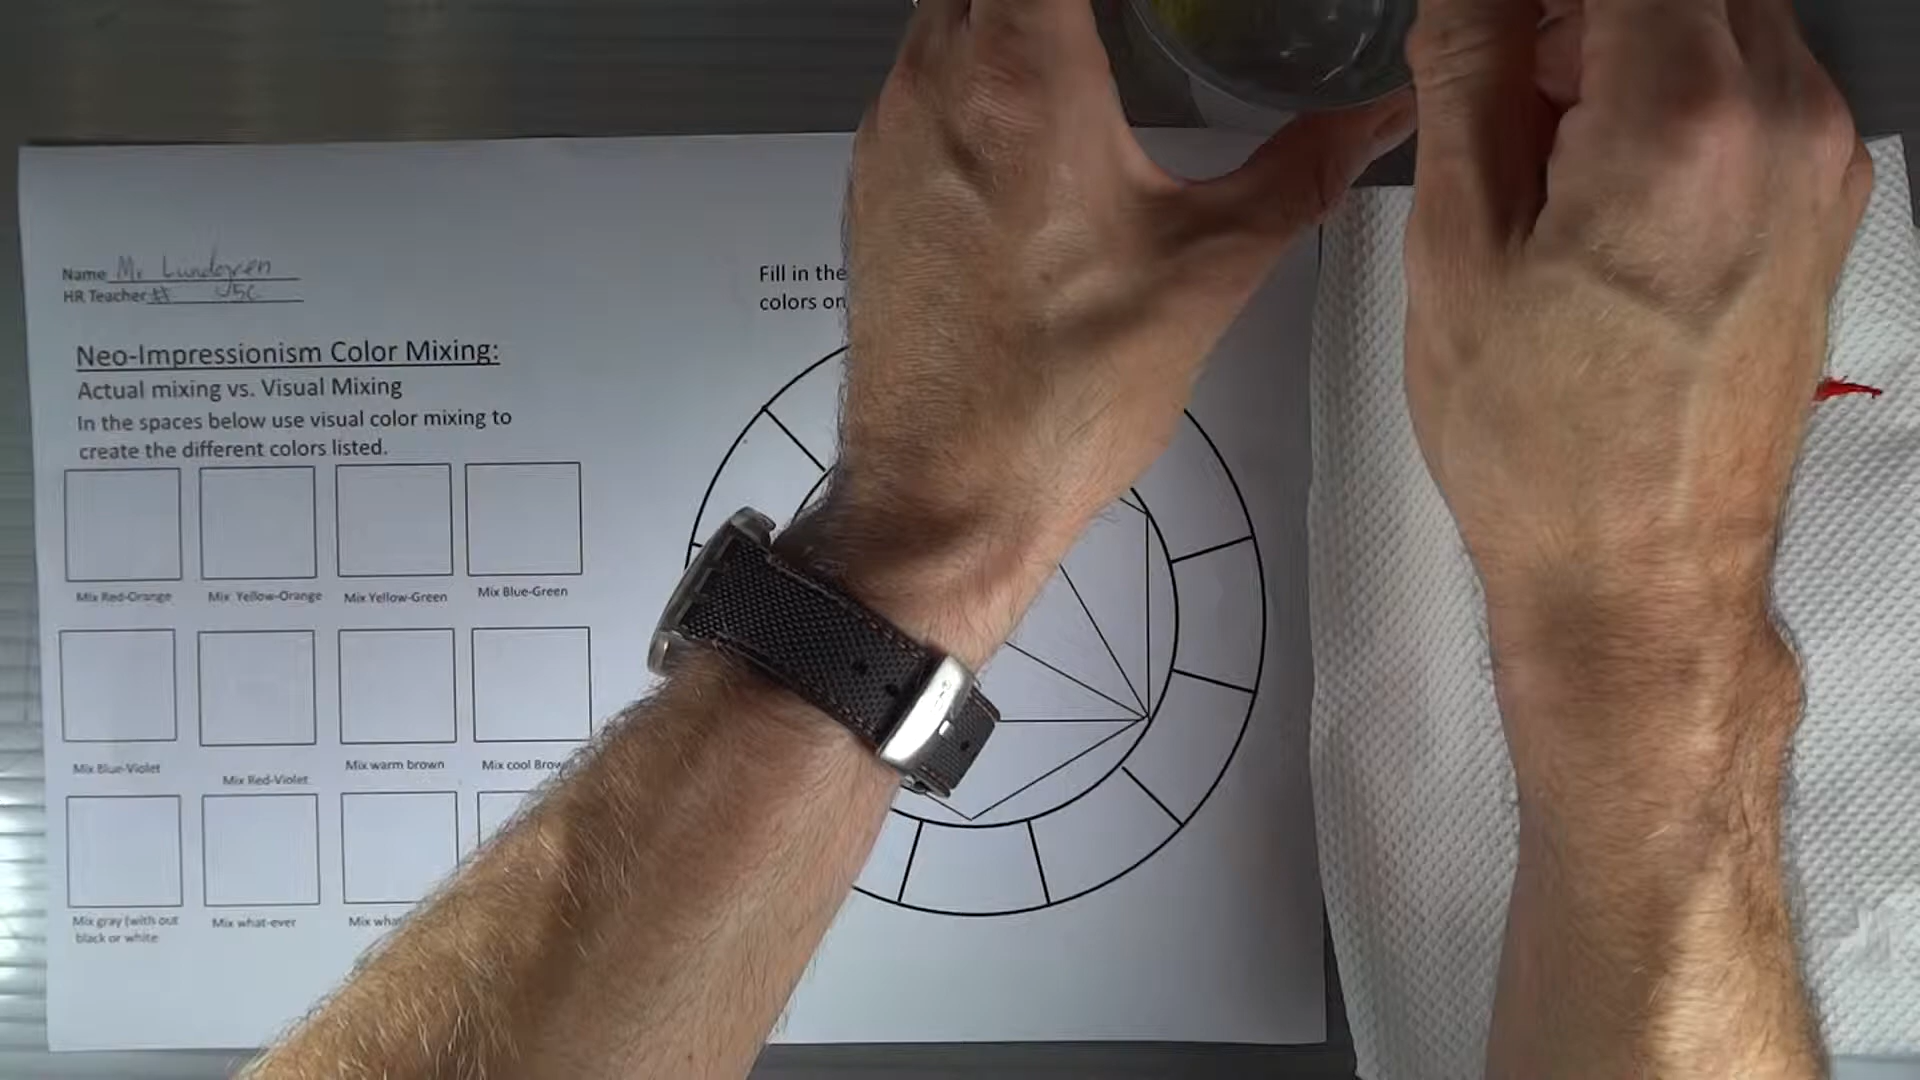 Name Mr Lundgren
HR Teacher # U5C
Fill in the
colors on
Neo-Impressionism Color Mixing:
Actual mixing vs. Visual Mixing
In the spaces below use visual color mixing to
create the different colors listed.
Mix Red-Orange Mix Yellow-Orange Mix Yellow-Green Mix Blue-Green
Mix Blue-Violet Mix Red-Violet Mix warm brown Mix cool Brow
Mix gray (with out Mix what-ever Mix what
black or white